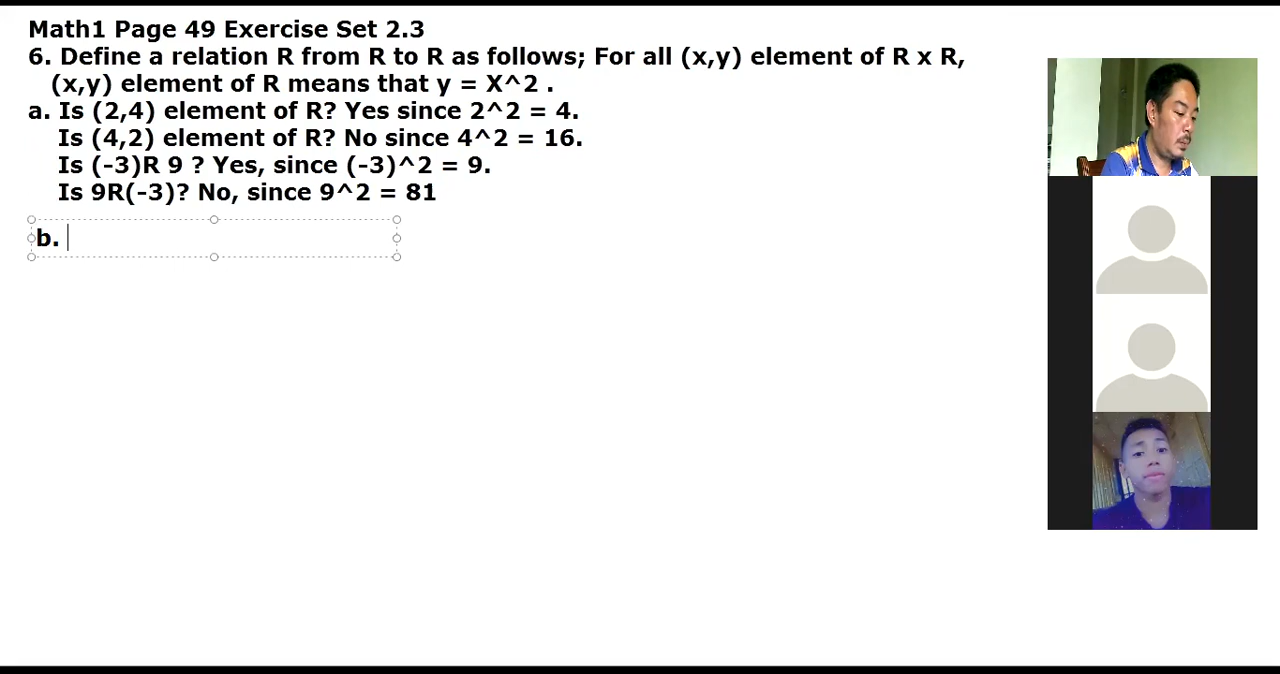 Math1 Page 49 Exercise Set 2.3
6. Define a relation R from R to R as follows; For all (x,y) element of R x R,
(x,y) element of R means that y = X^2 .
a. Is (2,4) element of R? Yes since 2^2 = 4.
Is (4,2) element of R? No since 4^2 = 16.
Is (-3)R 9 ? Yes, since (-3)^2 = 9.
Is 9R(-3)? No, since 9^2 = 81
b.